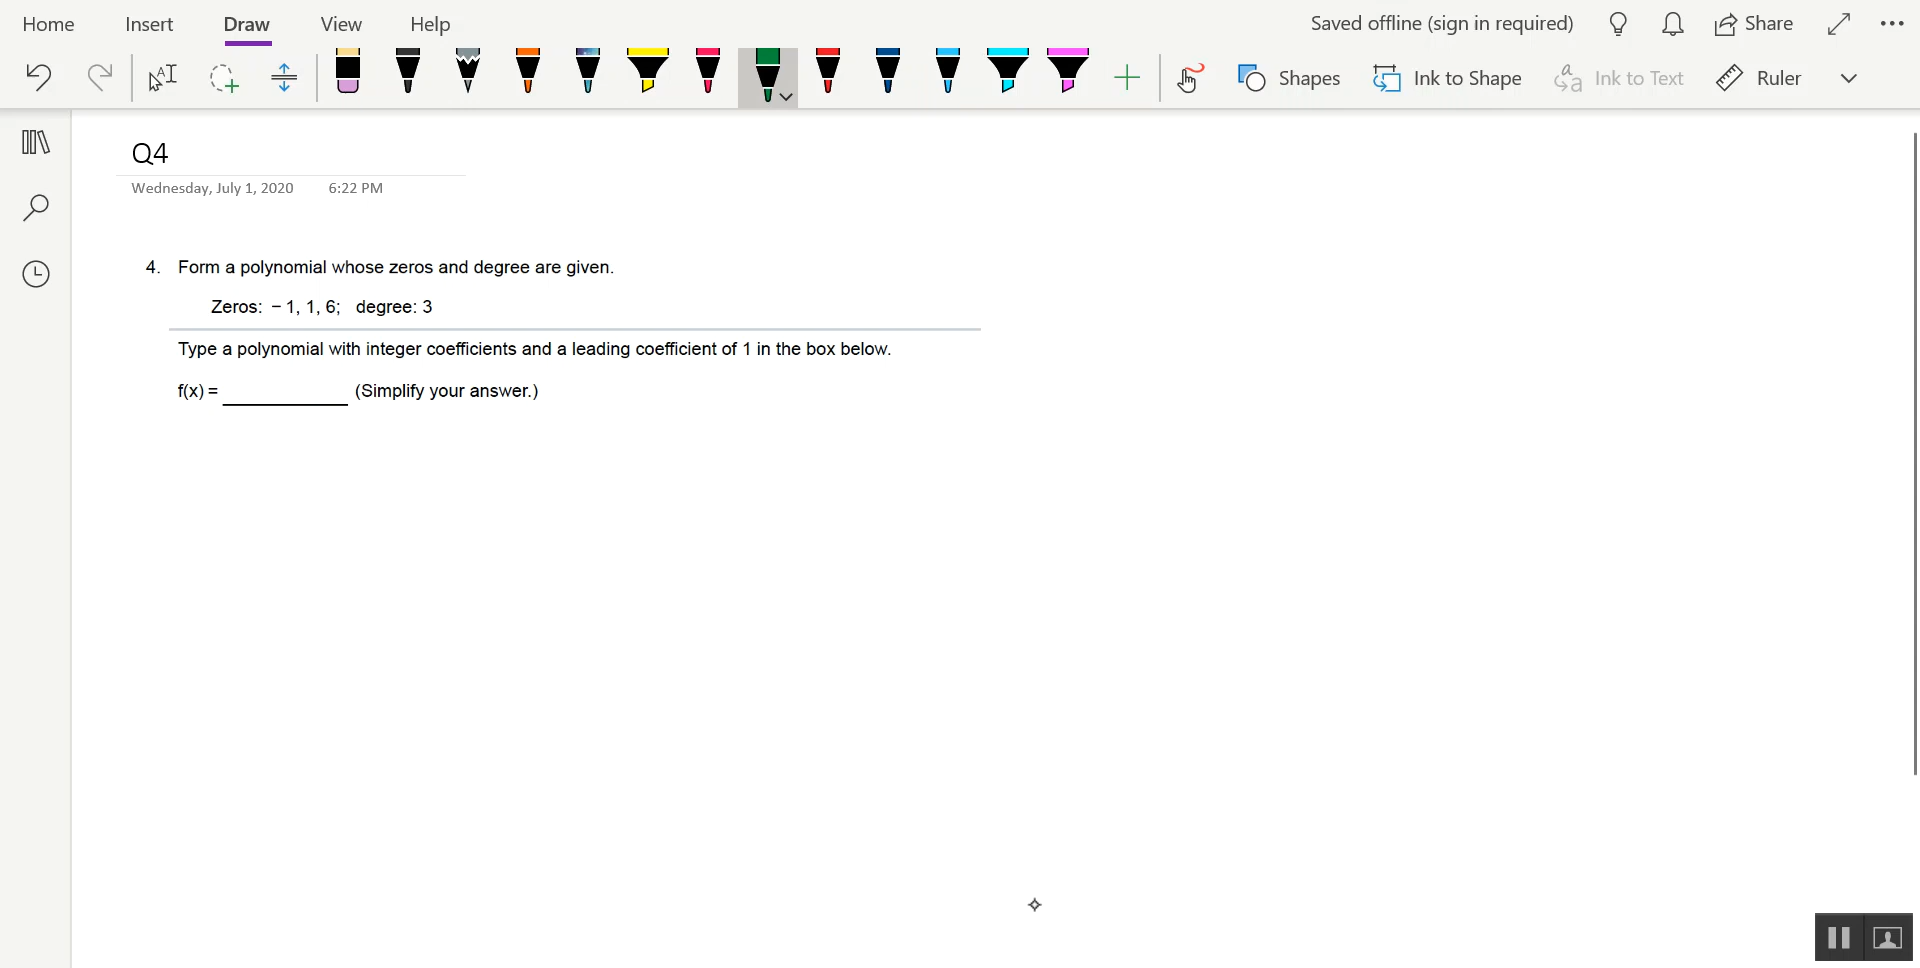 Home Insert Draw View Help Saved offline (sign in required) Share
Shapes Ink to Shape Ink to Text Ruler
Q4
Wednesday, July 1, 2020 6:22 PM
4. Form a polynomial whose zeros and degree are given.
Zeros: − 1, 1, 6; degree: 3
Type a polynomial with integer coefficients and a leading coefficient of 1 in the box below.
f(x) = ____________ (Simplify your answer.)